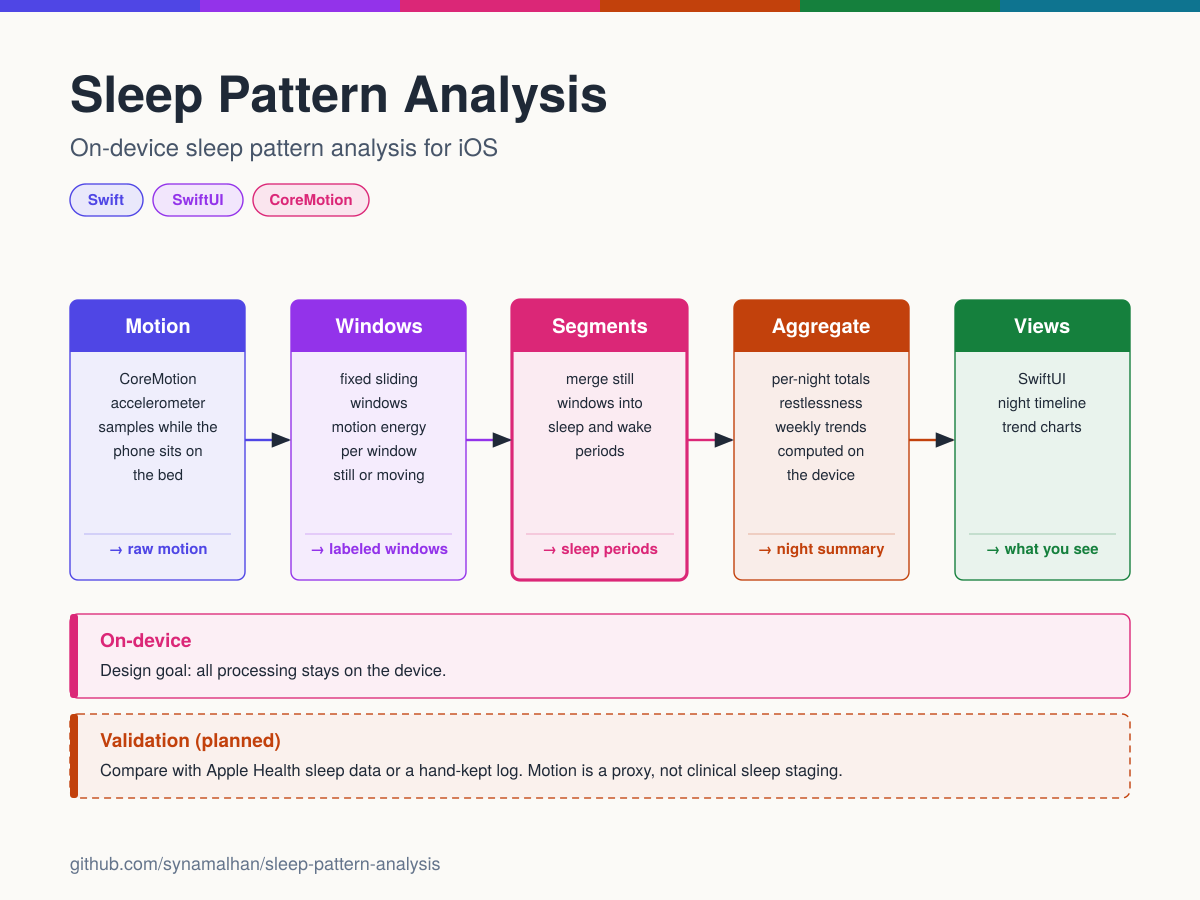 Sleep Pattern Analysis
On-device sleep pattern analysis for iOS
Swift
SwiftUI
CoreMotion
Motion
CoreMotion
accelerometer
samples while the
phone sits on
the bed
→ raw motion
Windows
fixed sliding
windows
motion energy
per window
still or moving
→ labeled windows
Segments
merge still
windows into
sleep and wake
periods
→ sleep periods
Aggregate
per-night totals
restlessness
weekly trends
computed on
the device
→ night summary
Views
SwiftUI
night timeline
trend charts
→ what you see
On-device
Design goal: all processing stays on the device.
Validation (planned)
Compare with Apple Health sleep data or a hand-kept log. Motion is a proxy, not clinical sleep staging.
github.com/synamalhan/sleep-pattern-analysis